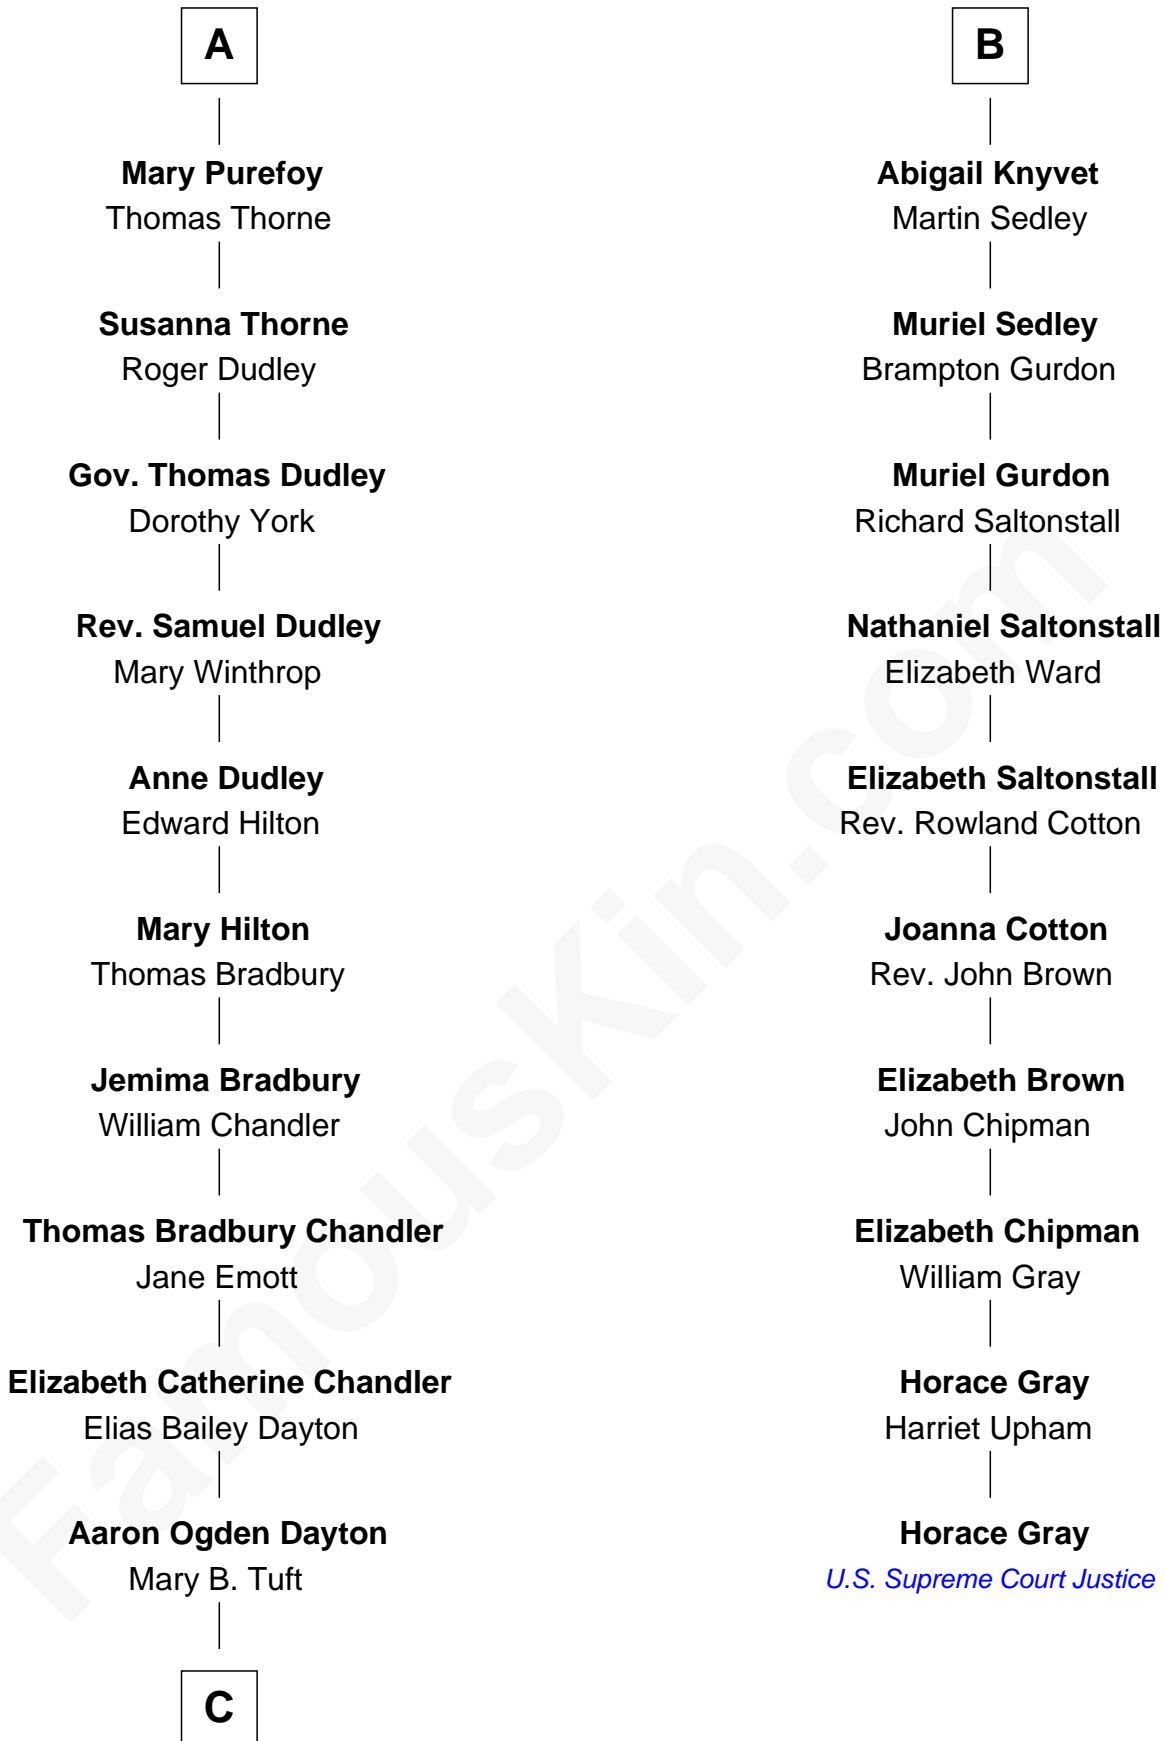 A
Mary Purefoy
Thomas Thorne
Susanna Thorne
Roger Dudley
Gov. Thomas Dudley
Dorothy York
Rev. Samuel Dudley
Mary Winthrop
Anne Dudley
Edward Hilton
Mary Hilton
Thomas Bradbury
Jemima Bradbury
William Chandler
Thomas Bradbury Chandler
Jane Emott
Elizabeth Catherine Chandler
Elias Bailey Dayton
Aaron Ogden Dayton
Mary B. Tuft
C
B
Abigail Knyvet
Martin Sedley
Muriel Sedley
Brampton Gurdon
Muriel Gurdon
Richard Saltonstall
Nathaniel Saltonstall
Elizabeth Ward
Elizabeth Saltonstall
Rev. Rowland Cotton
Joanna Cotton
Rev. John Brown
Elizabeth Brown
John Chipman
Elizabeth Chipman
William Gray
Horace Gray
Harriet Upham
Horace Gray
U.S. Supreme Court Justice
FamousKin.com